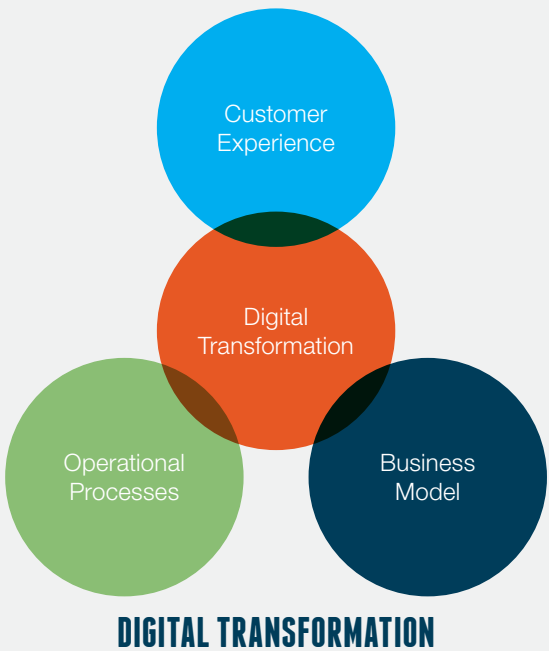 Customer
Experience
Digital
Transformation
Operational
Processes
Business
Model
DIGITAL TRANSFORMATION